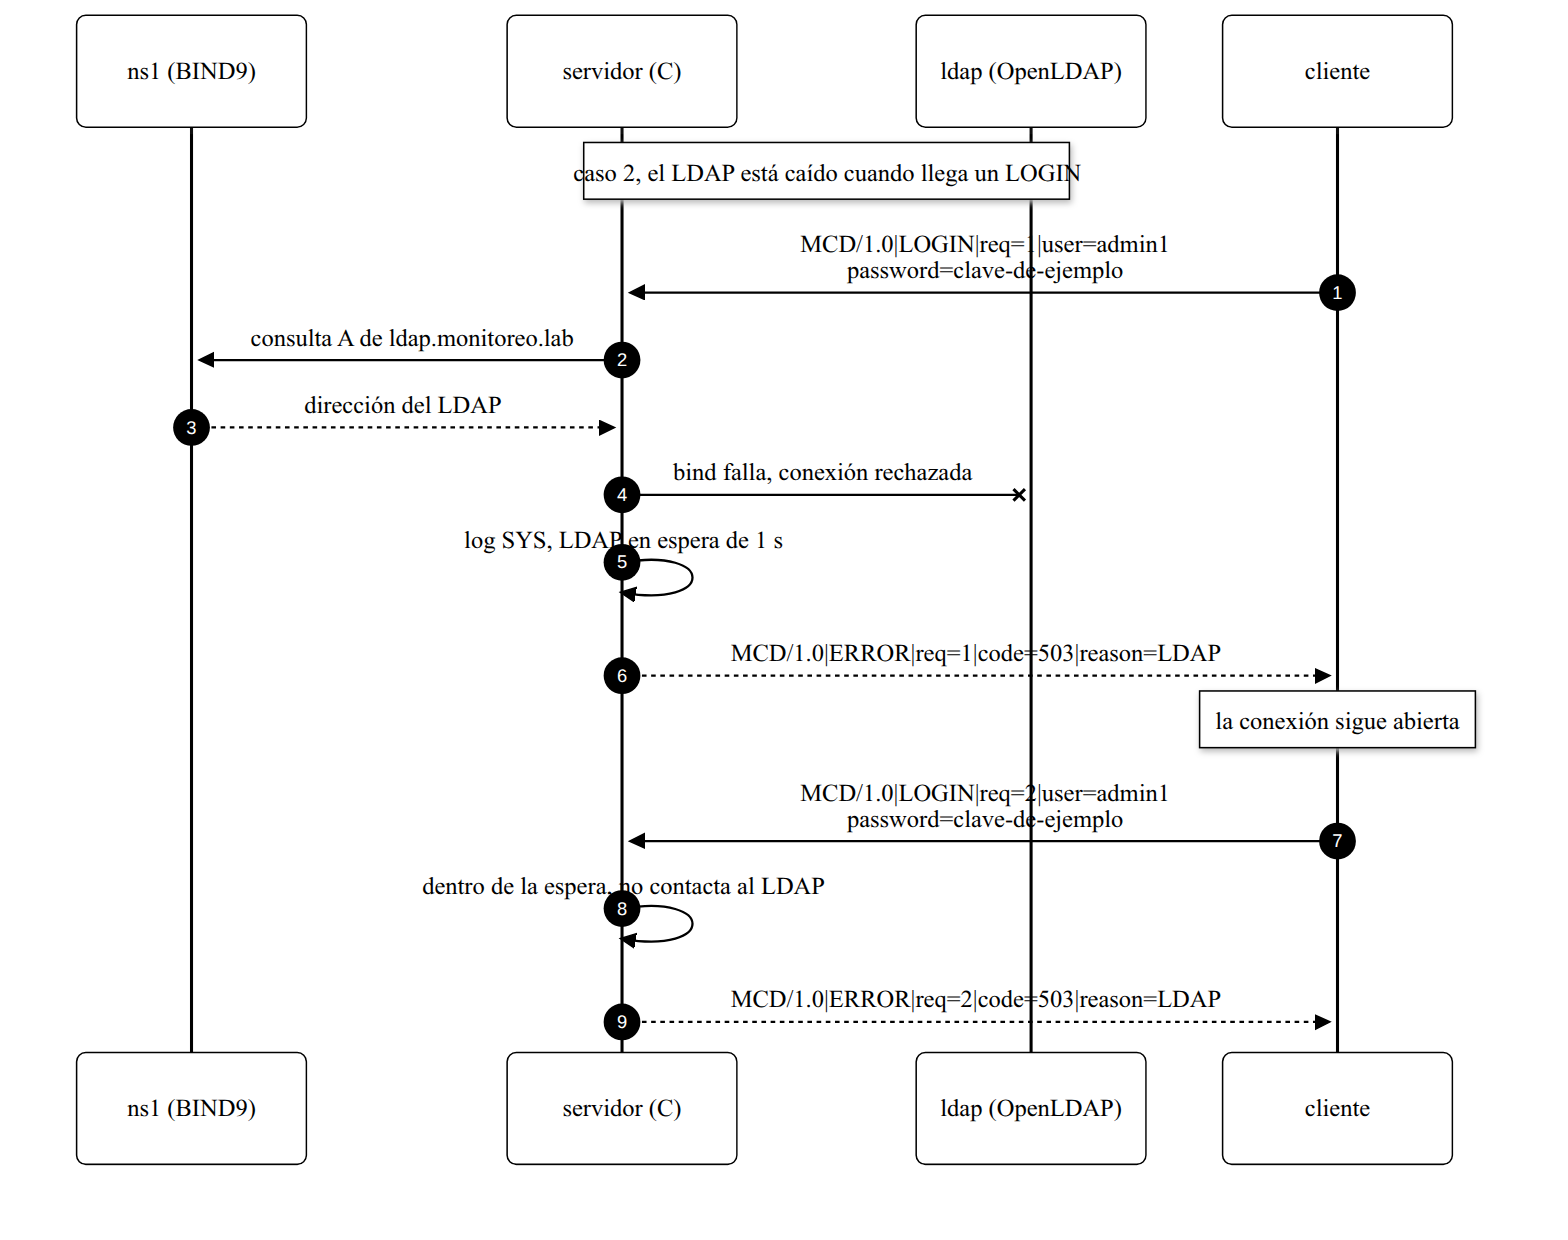 ns1 (BIND9)
servidor (C)
ldap (OpenLDAP)
cliente
caso 2, el LDAP está caído cuando llega un LOGIN
MCD/1.0|LOGIN|req=1|user=admin1
password=clave-de-ejemplo
1
consulta A de ldap.monitoreo.lab
2
dirección del LDAP
3
bind falla, conexión rechazada
4
log SYS, LDAP en espera de 1 s
5
MCD/1.0|ERROR|req=1|code=503|reason=LDAP
6
la conexión sigue abierta
MCD/1.0|LOGIN|req=2|user=admin1
password=clave-de-ejemplo
7
dentro de la espera, no contacta al LDAP
8
MCD/1.0|ERROR|req=2|code=503|reason=LDAP
9
ns1 (BIND9)
servidor (C)
ldap (OpenLDAP)
cliente